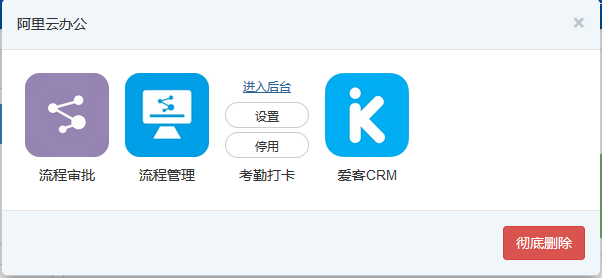 阿里云办公
×
进入后台
设置
停用
流程审批
流程管理
考勤打卡
爱客CRM
彻底删除